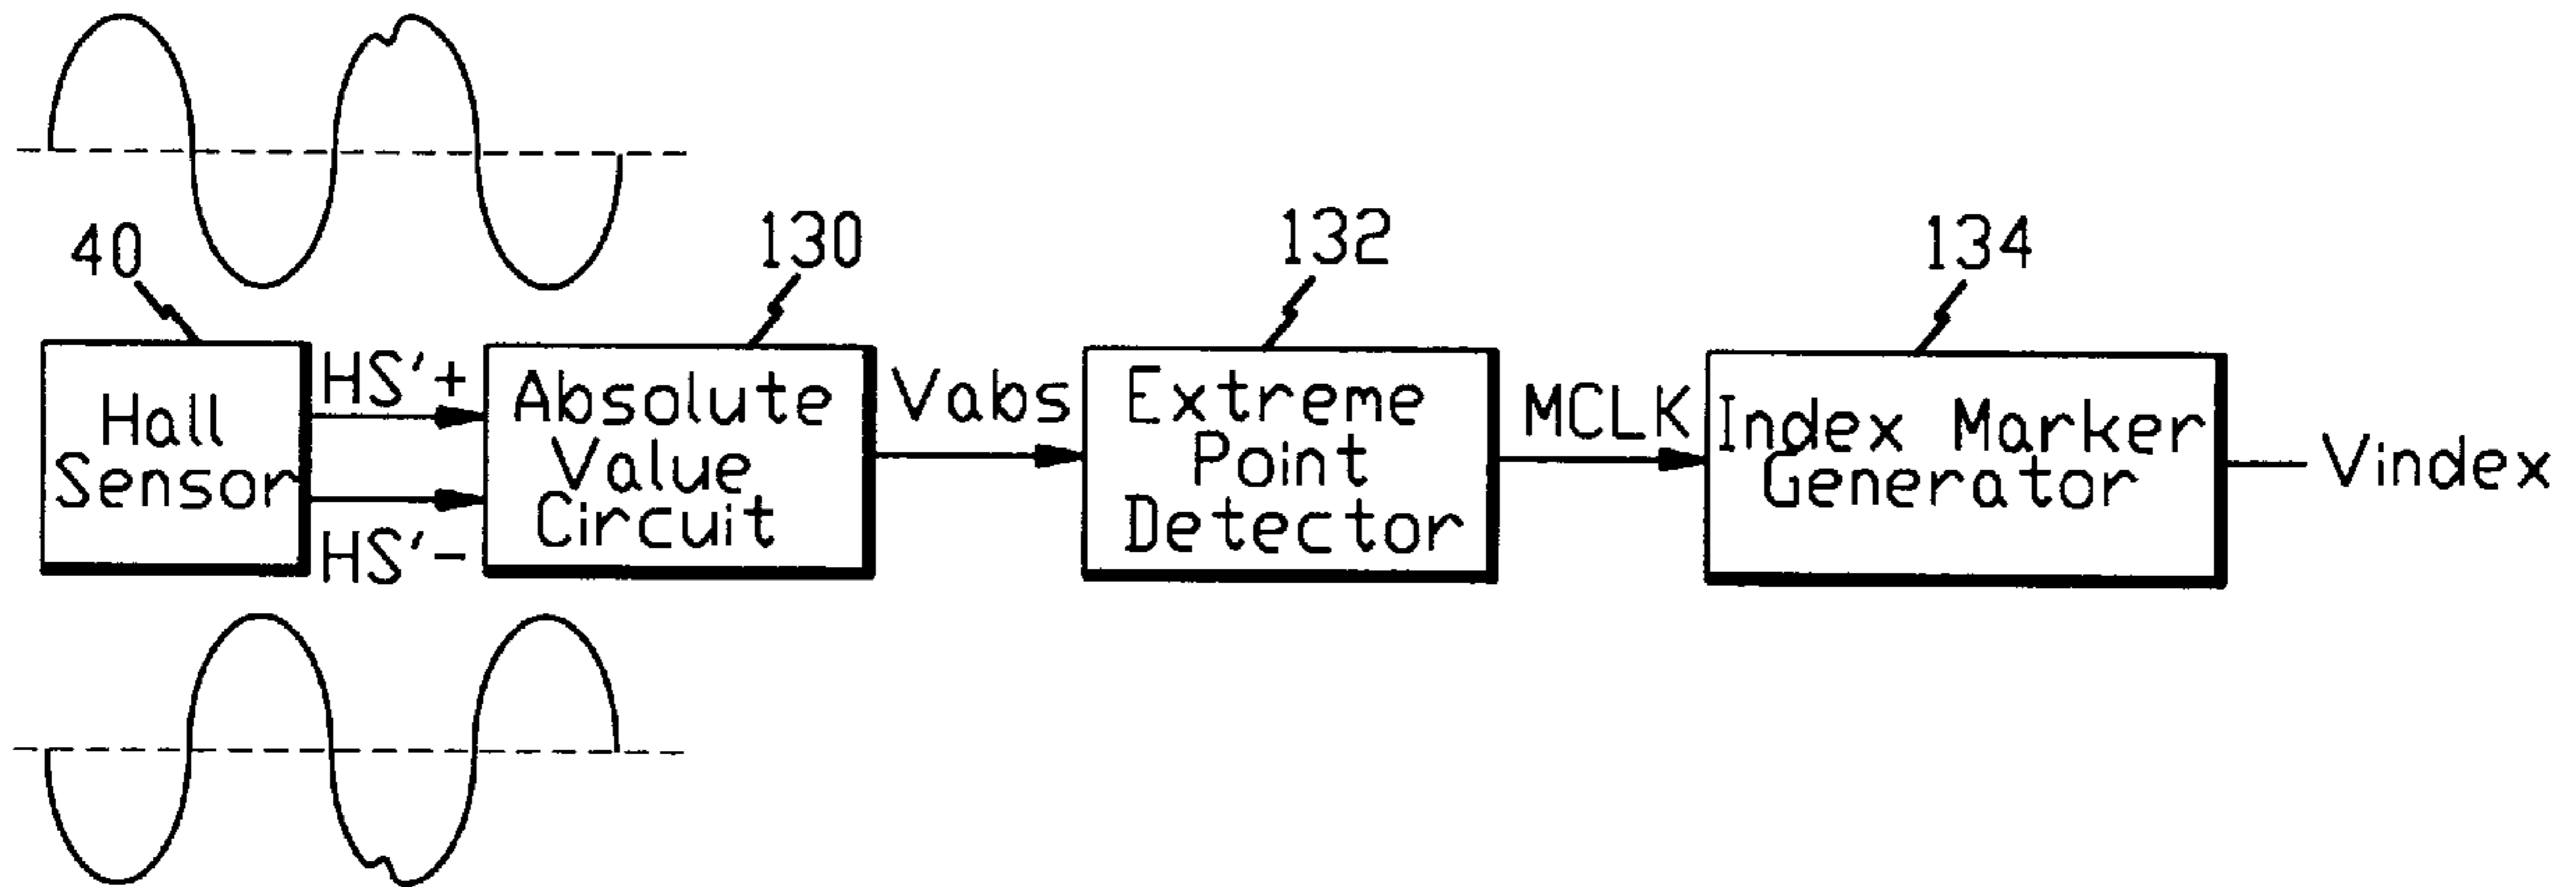 40
130
132
134
Hall
Sensor
HS'+
HS'-
Absolute
Value
Circuit
Vabs
Extreme
Point
Detector
MCLK
Index Marker
Generator
Vindex